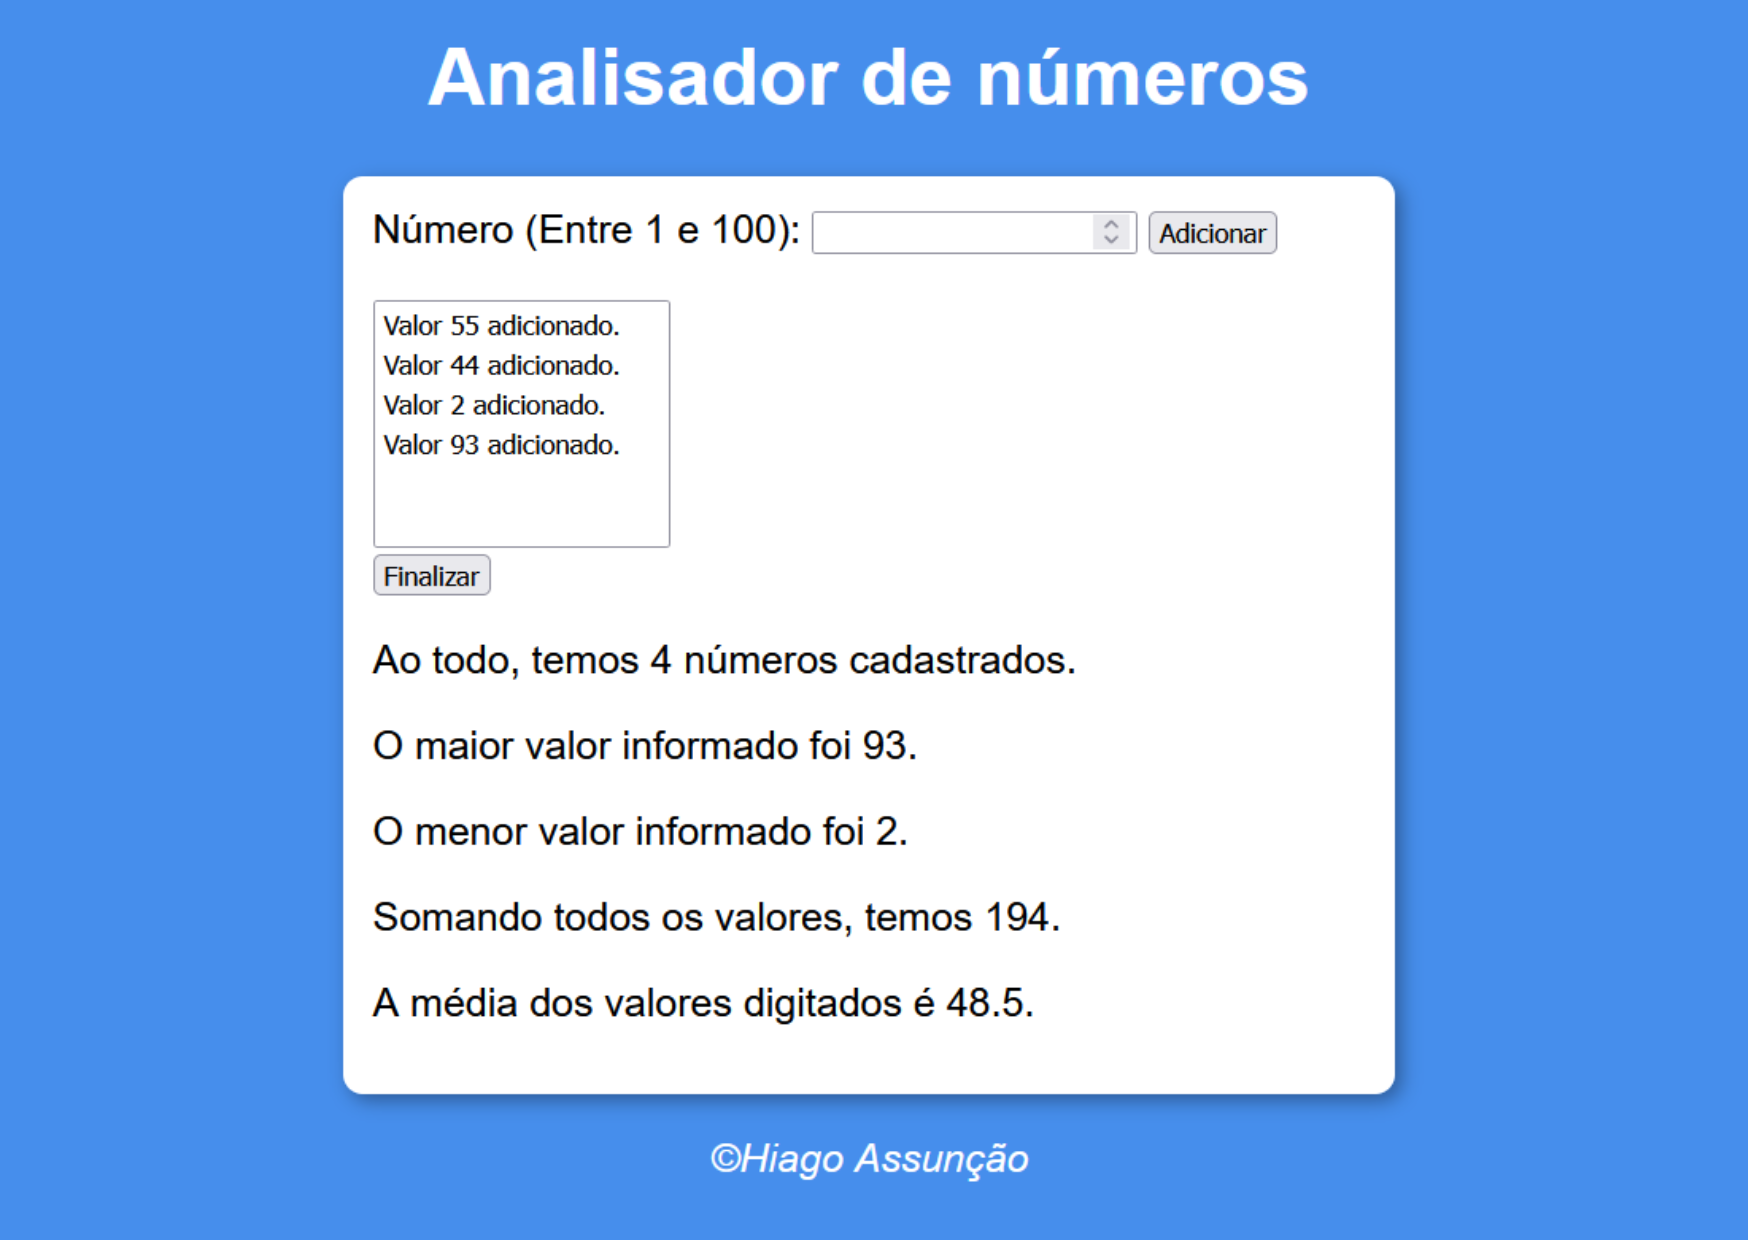 Analisador de números
Número (Entre 1 e 100): Adicionar
Valor 55 adicionado.
Valor 44 adicionado.
Valor 2 adicionado.
Valor 93 adicionado.
Finalizar
Ao todo, temos 4 números cadastrados.
O maior valor informado foi 93.
O menor valor informado foi 2.
Somando todos os valores, temos 194.
A média dos valores digitados é 48.5.
©Hiago Assunção